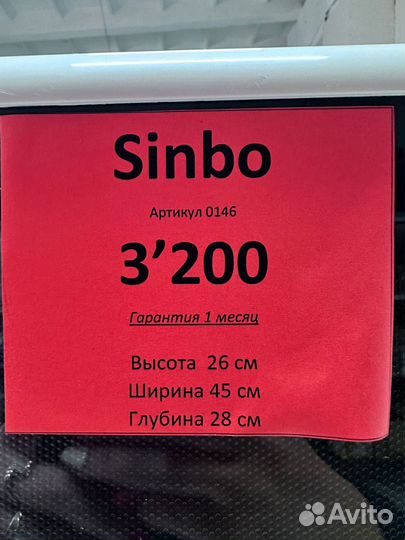 Sinbo
Артикул 0146
3’200
Гарантия 1 месяц
Высота 26 см
Ширина 45 см
Глубина 28 см
Avito